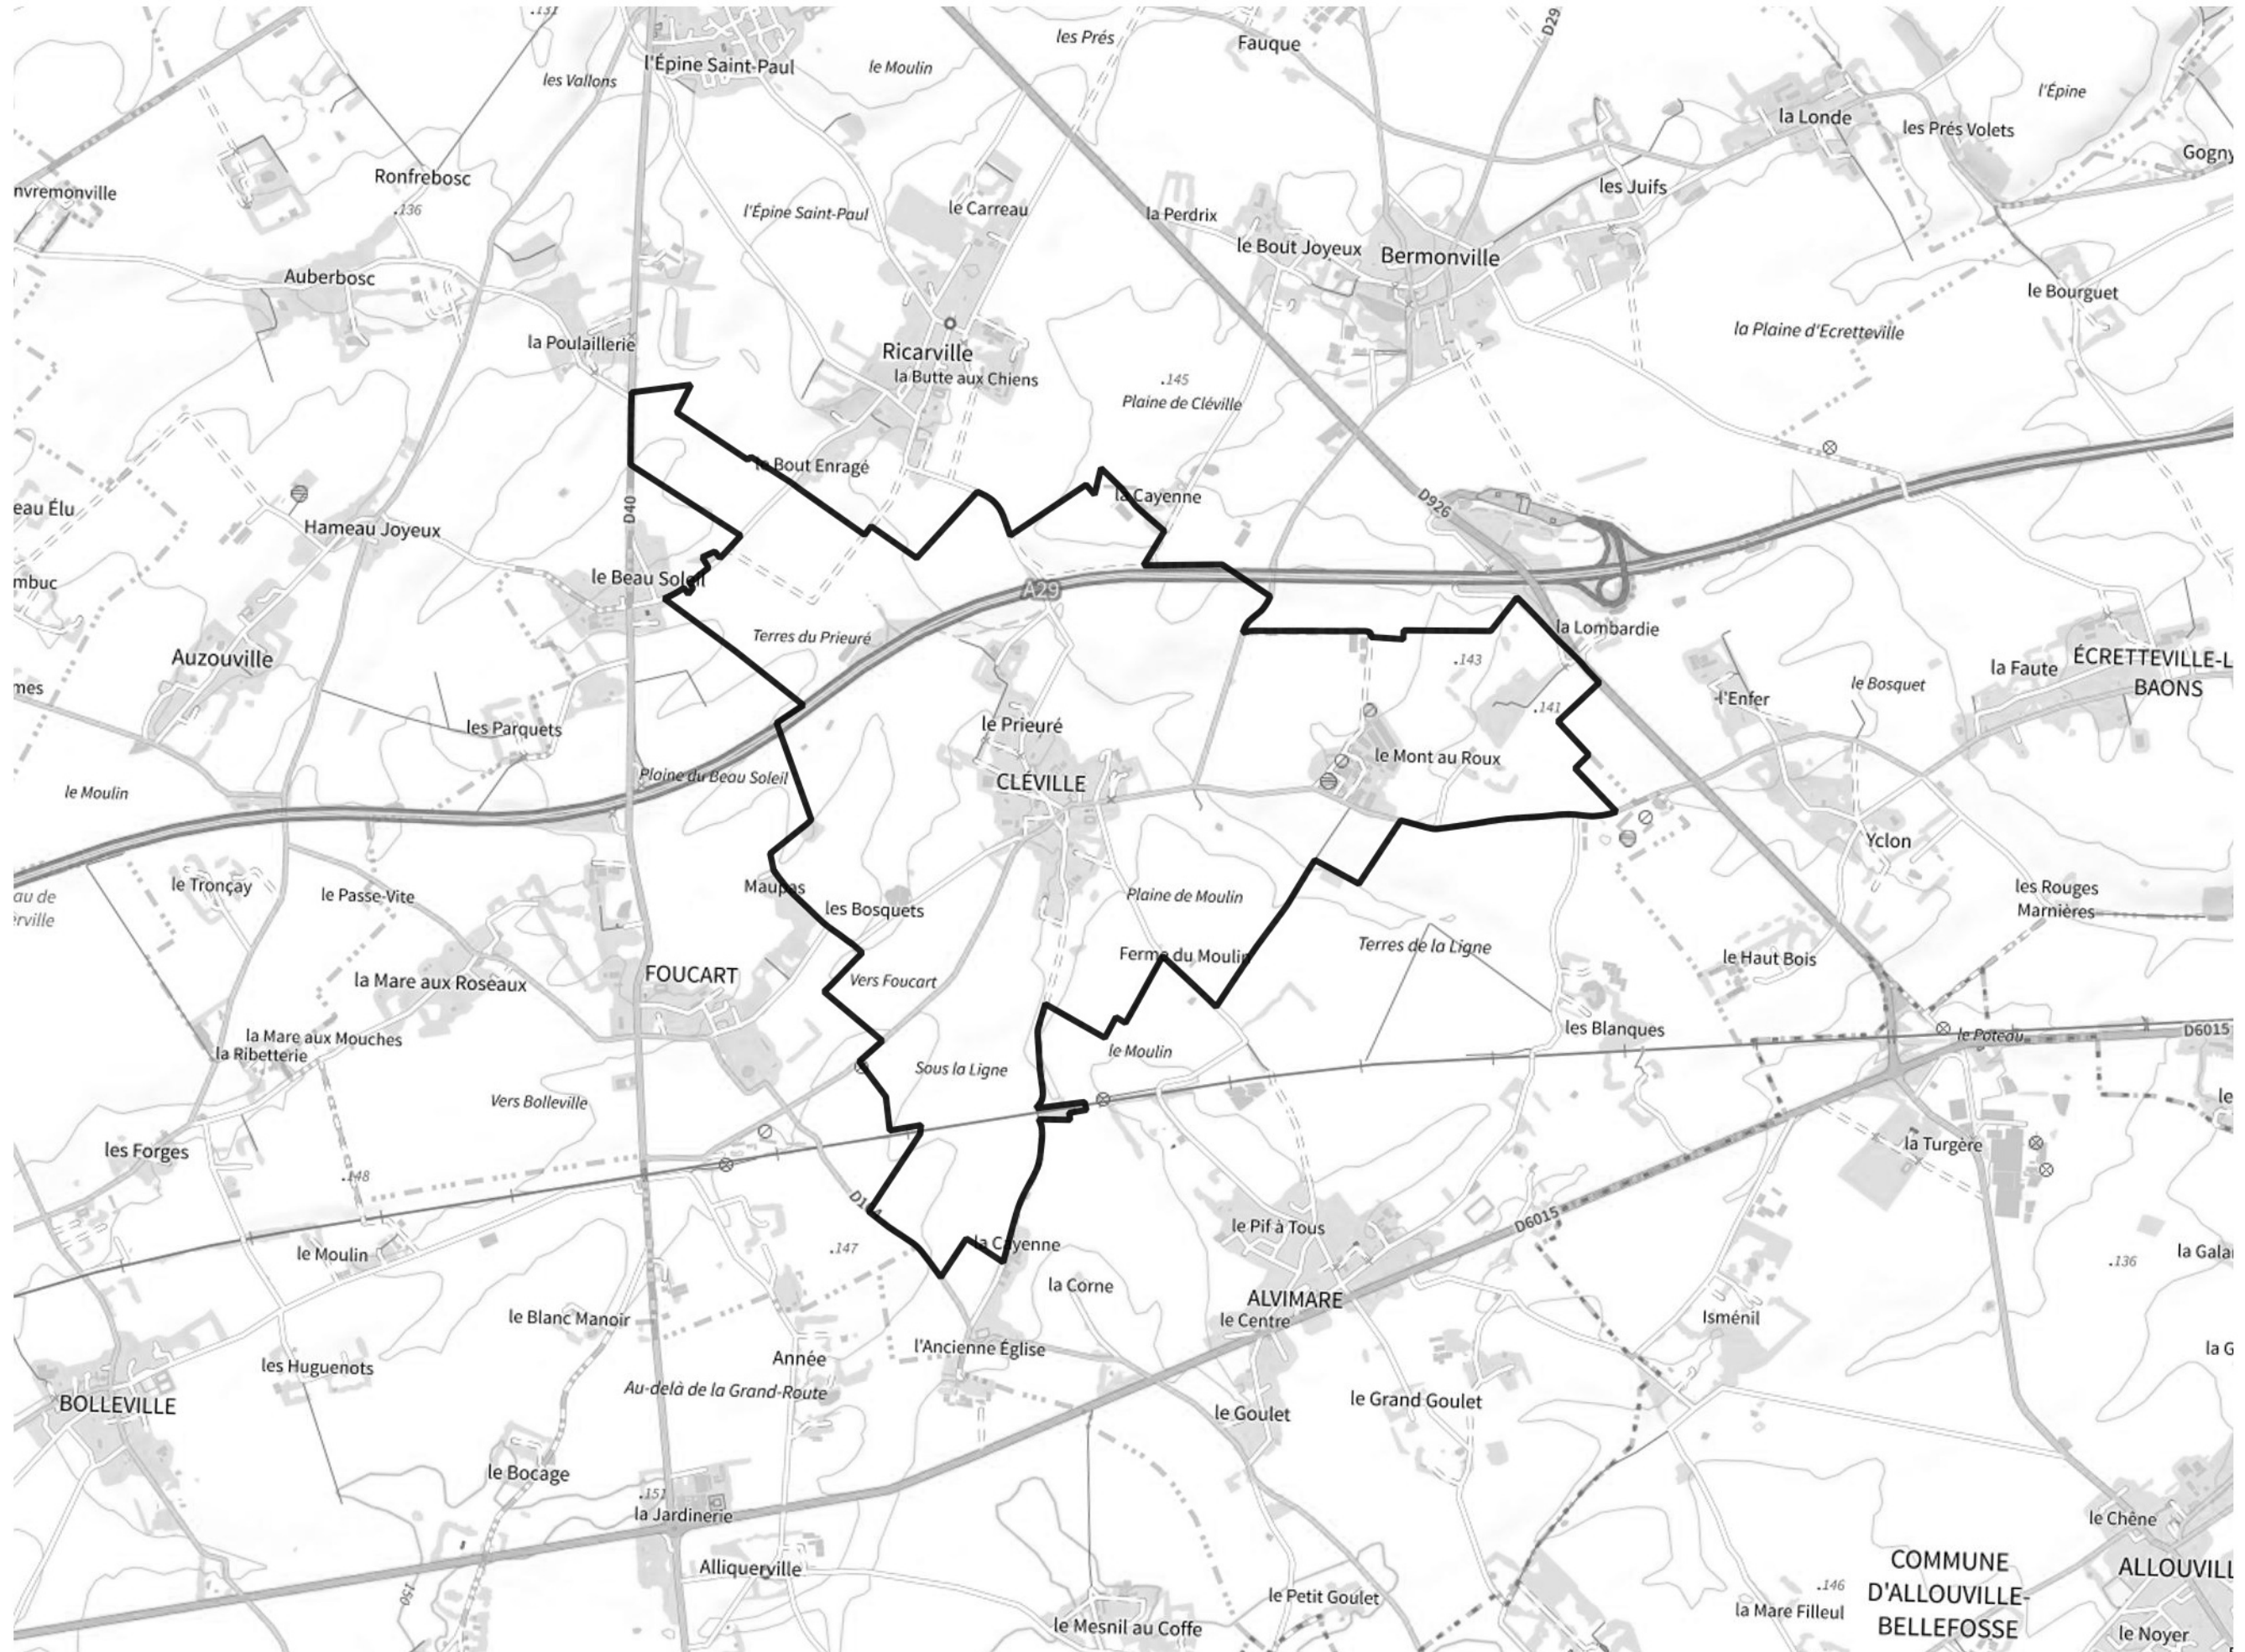 .131
l'Épine Saint-Paul
les Vallons
le Moulin
les Prés
Fauque
D29
la Londe
les Prés Volets
l'Épine
Gogny
nvremonville
Ronfrebosc
.136
l'Épine Saint-Paul
le Carreau
la Perdrix
le Bout Joyeux
Bermonville
les Juifs
Auberbosc
la Poulaillerie
Ricarville
la Butte aux Chiens
.145
Plaine de Cléville
la Plaine d'Ecretteville
le Bourguet
le Bout Enragé
la Cayenne
D926
D40
eau Élu
Hameau Joyeux
mbuc
le Beau Soleil
A29
Terres du Prieuré
la Lombardie
.143
Auzouville
mes
les Parquets
le Prieuré
.141
l'Enfer
le Bosquet
la Faute
ÉCRETTEVILLE-L
BAONS
le Moulin
Plaine du Beau Soleil
CLÉVILLE
le Mont au Roux
Yclon
au de
erville
le Tronçay
le Passe-Vite
Maupas
les Bosquets
Plaine de Moulin
les Rouges
Marnières
FOUCART
la Mare aux Roseaux
Vers Foucart
Ferme du Moulin
Terres de la Ligne
le Haut Bois
la Mare aux Mouches
la Ribetterie
Sous la Ligne
le Moulin
les Blanques
le Poteau
D6015
Vers Bolleville
le
les Forges
.148
la Turgère
le Moulin
.147
la Cayenne
le Pif à Tous
D6015
la Corne
.136
la Galai
le Blanc Manoir
ALVIMARE
le Centre
Isménil
l'Ancienne Église
la G
les Huguenots
Année
Au-delà de la Grand-Route
BOLLEVILLE
le Goulet
le Grand Goulet
le Bocage
.151
la Jardinerie
Alliquerville
150
le Mesnil au Coffe
le Petit Goulet
.146
la Mare Filleul
COMMUNE
D'ALLOUVILLE-
BELLEFOSSE
le Chêne
ALLOUVILL
le Noyer